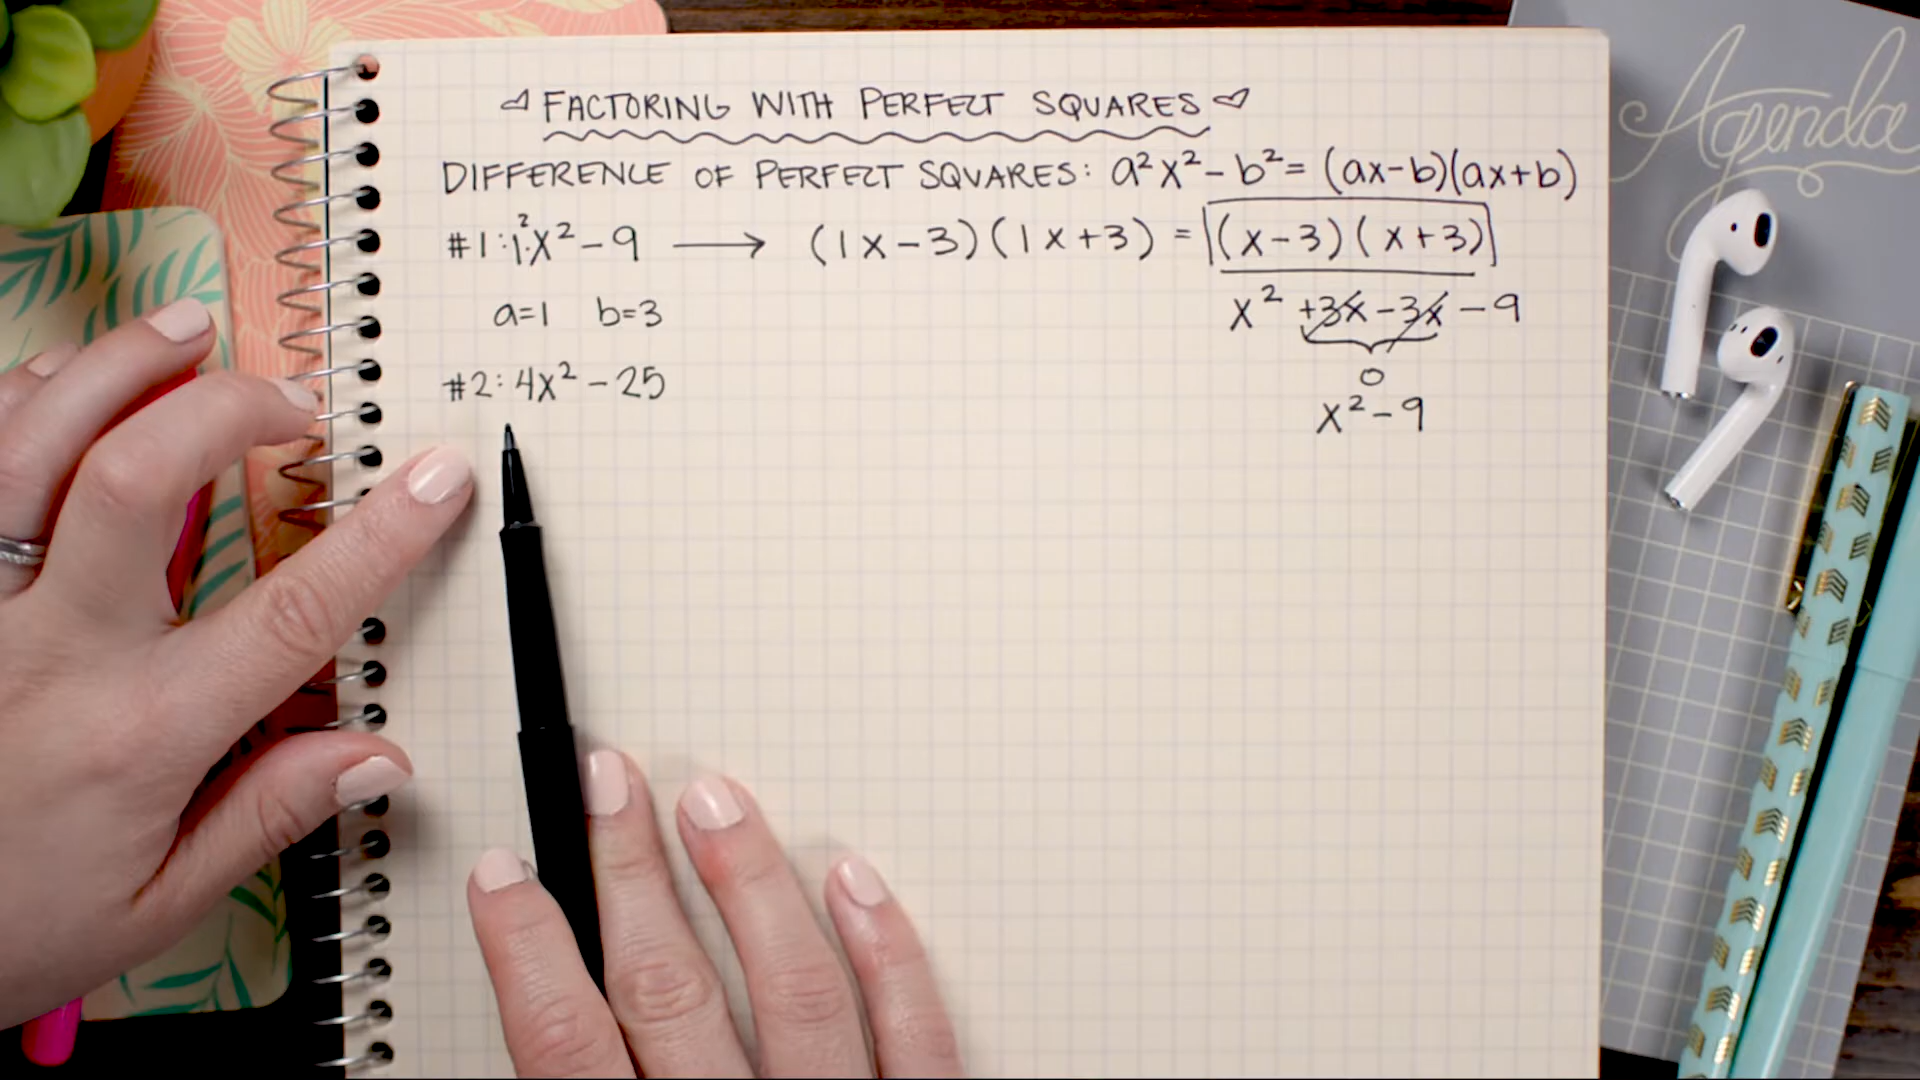 FACTORING WITH PERFECT SQUARES
DIFFERENCE OF PERFECT SQUARES: a²x² - b² = (ax-b)(ax+b)
#1: 1²·x² - 9 → (1x - 3)(1x + 3) = (x - 3)(x + 3)
a=1 b=3
x² +3x - 3x - 9
0
#2: 4x² - 25
x² - 9
Agenda